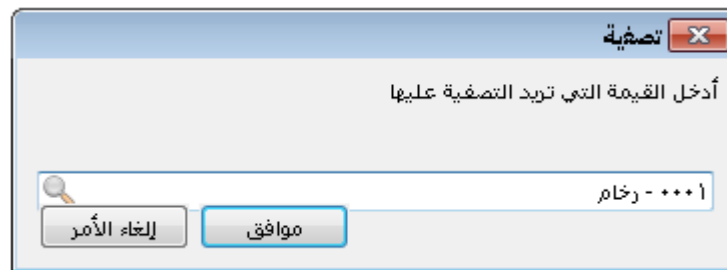 تصفية
أدخل القيمة التي تريد التصفية عليها
٠٠٠١ - رخام
موافق
إلغاء الأمر